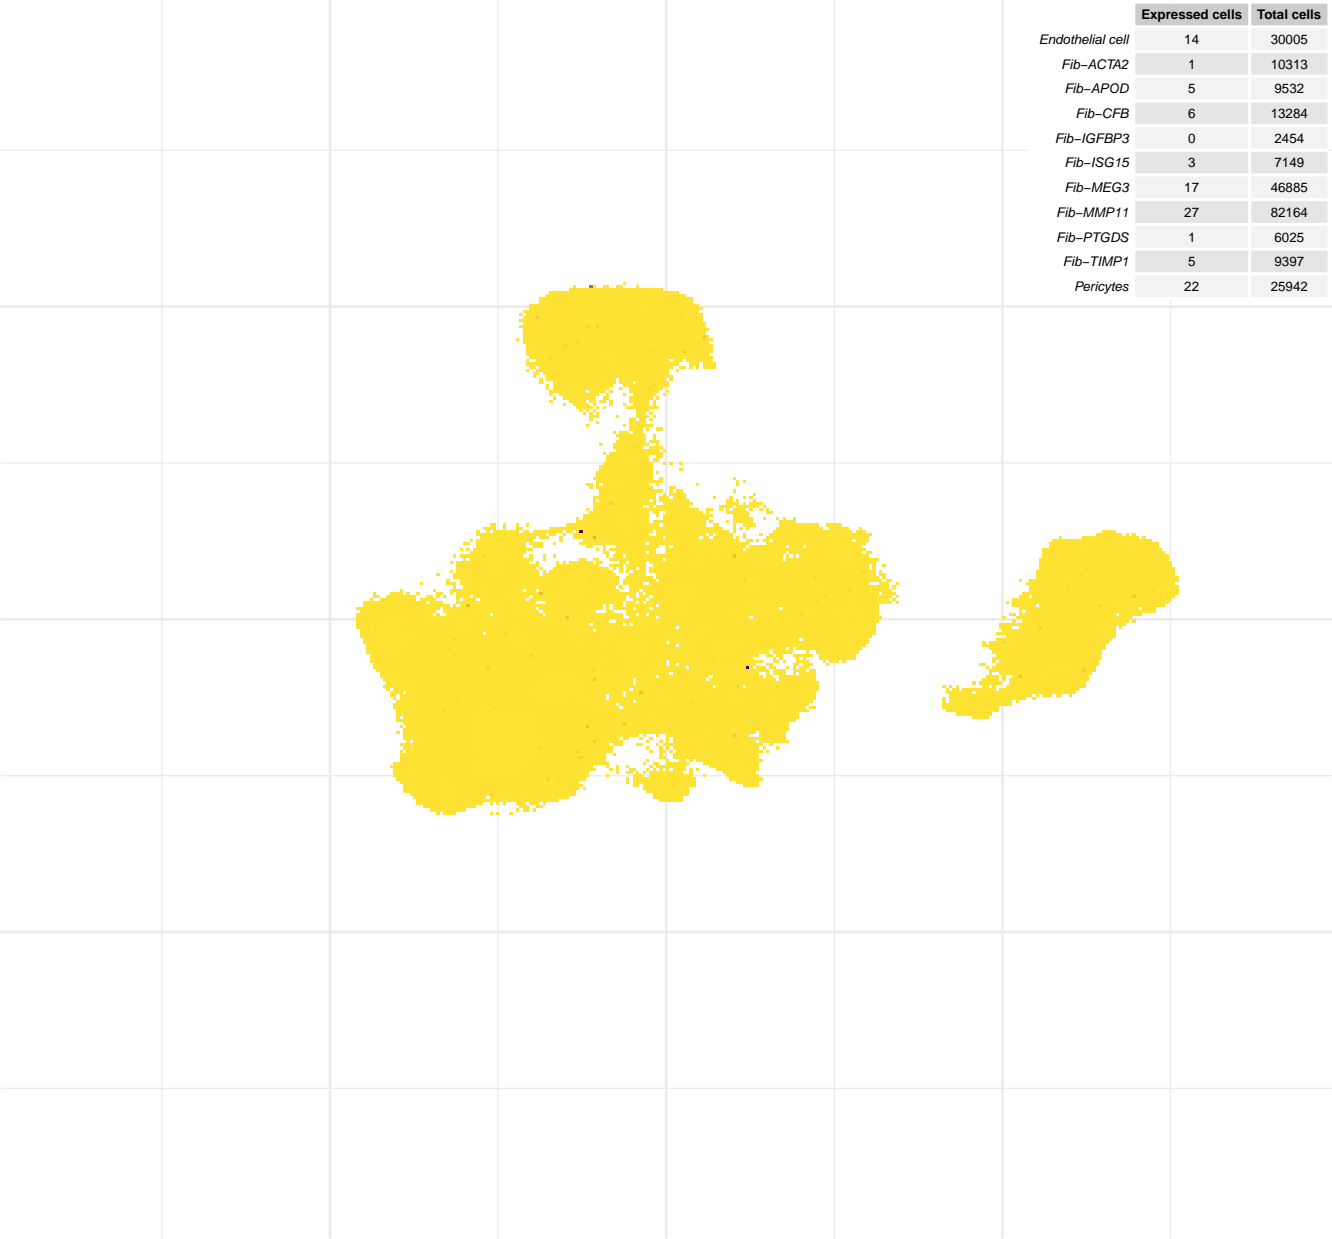 Expressed cells Total cells
Endothelial cell 14 30005
Fib−ACTA2 1 10313
Fib−APOD 5 9532
Fib−CFB 6 13284
Fib−IGFBP3 0 2454
Fib−ISG15 3 7149
Fib−MEG3 17 46885
Fib−MMP11 27 82164
Fib−PTGDS 1 6025
Fib−TIMP1 5 9397
Pericytes 22 25942